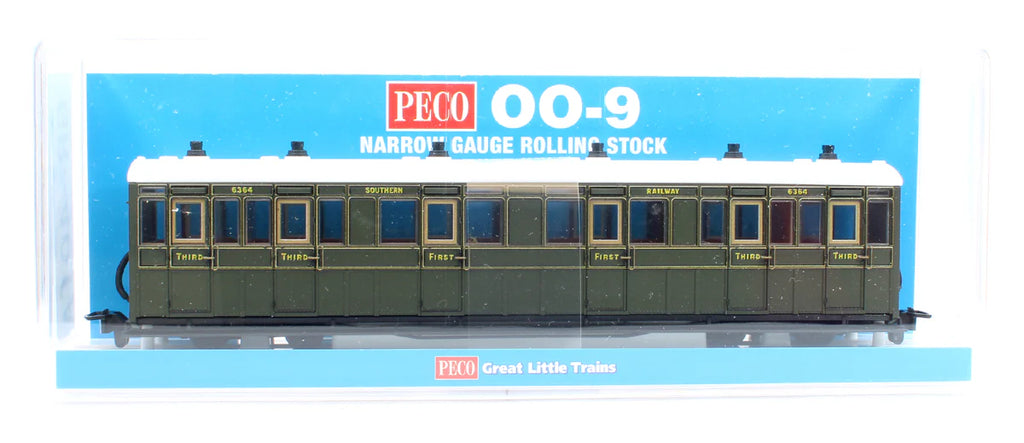 PECO OO-9
NARROW GAUGE ROLLING STOCK
6364 SOUTHERN RAILWAY 6364
THIRD THIRD FIRST FIRST THIRD THIRD
PECO Great Little Trains